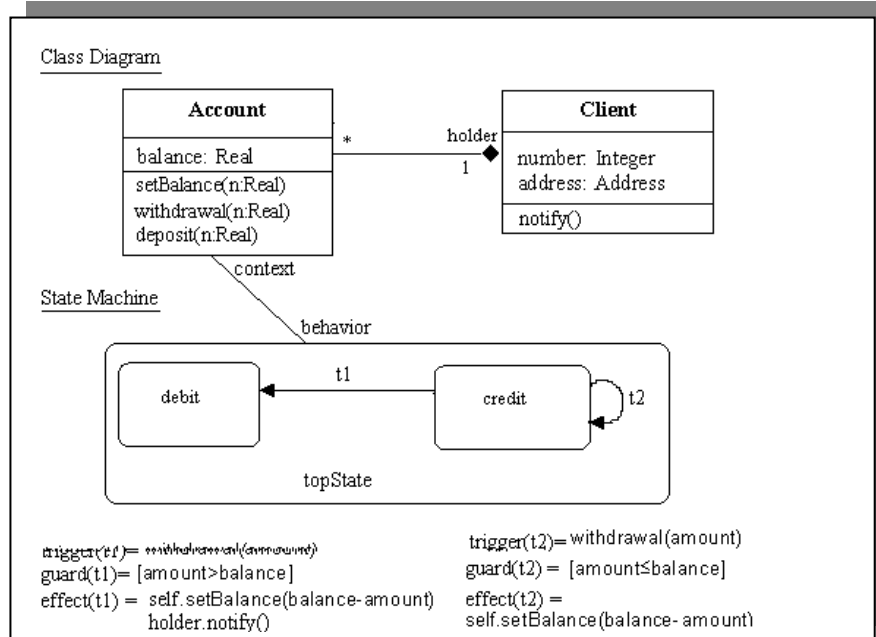 Class Diagram
Account
balance: Real
setBalance(n:Real)
withdrawal(n:Real)
deposit(n:Real)
*
holder
1
Client
number: Integer
address: Address
notify()
context
State Machine
behavior
debit
t1
credit
t2
topState
trigger(t1)= withdrawal(amount)
guard(t1)= [amount>balance]
effect(t1) = self.setBalance(balance-amount)
holder.notify()
trigger(t2)= withdrawal(amount)
guard(t2) = [amount≤balance]
effect(t2) =
self.setBalance(balance- amount)